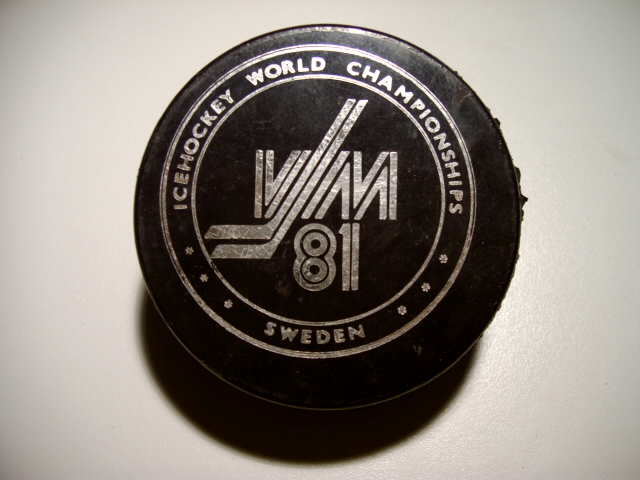 ICEHOCKEY WORLD CHAMPIONSHIPS
VM
81
SWEDEN